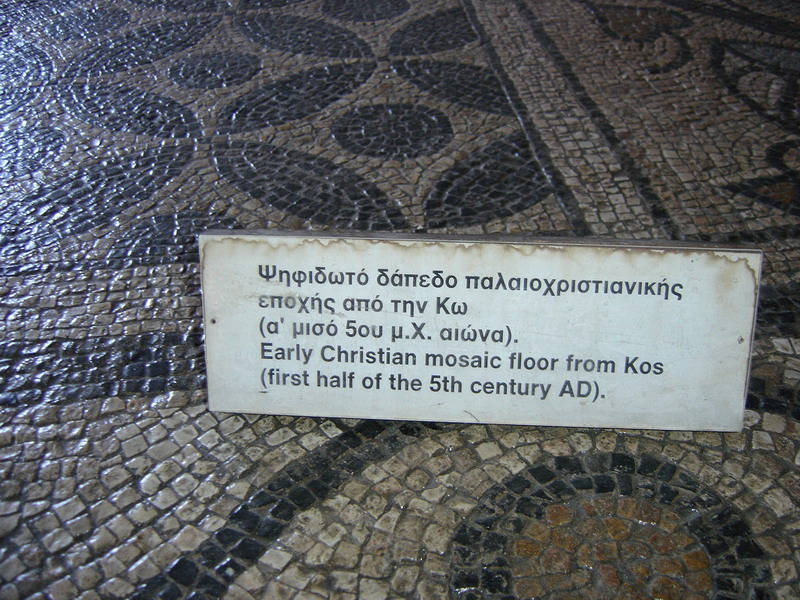 Ψηφιδωτό δάπεδο παλαιοχριστιανικής
εποχής από την Κω
(α' μισό 5ου μ.Χ. αιώνα).
Early Christian mosaic floor from Kos
(first half of the 5th century AD).